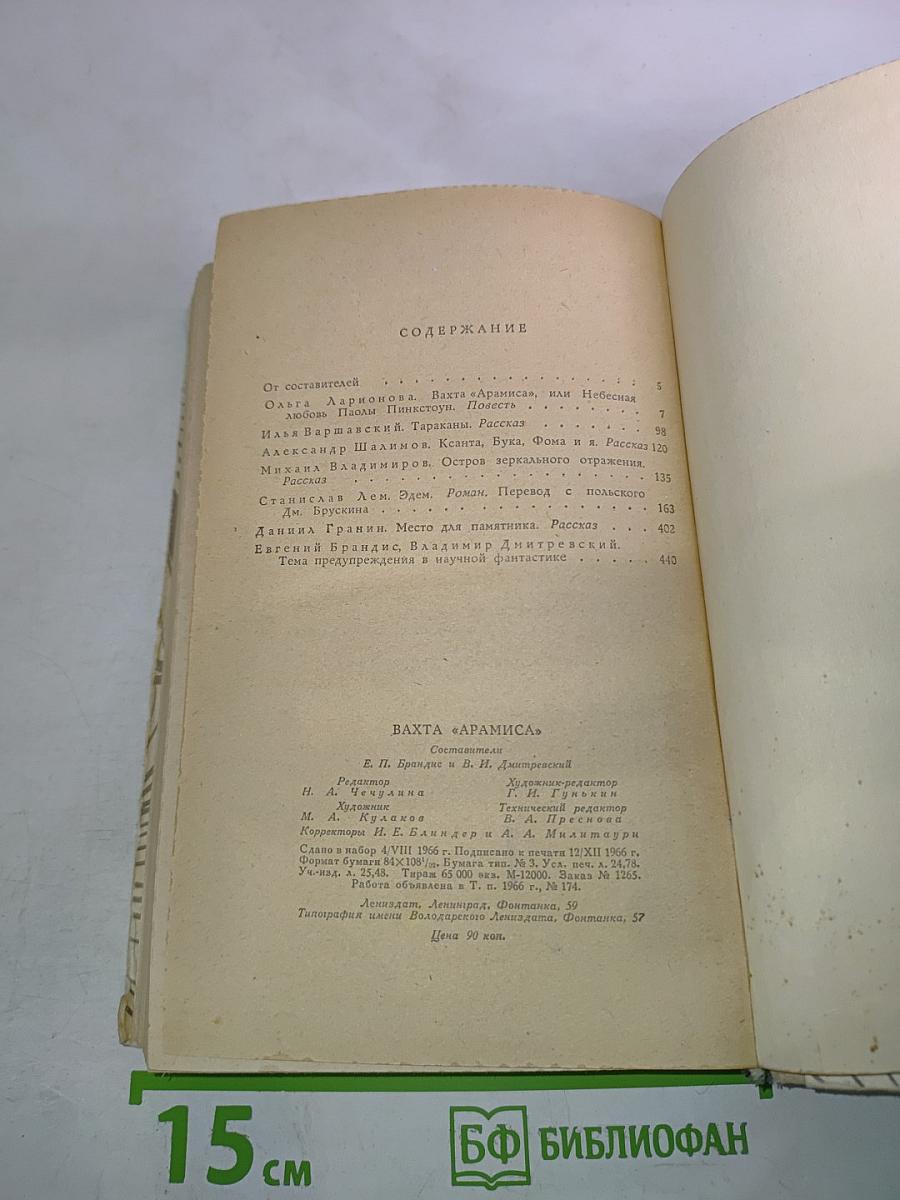 СОДЕРЖАНИЕ
От составителей . . . . . . . . . . . . . . . . 5
Ольга Ларионова. Вахта «Арамиса», или Небесная
любовь Паолы Пинкстоун. Повесть . . . . . . . . 7
Илья Варшавский. Тараканы. Рассказ . . . . . . . 98
Александр Шалимов. Ксанта, Бука, Фома и я. Рассказ 120
Михаил Владимиров. Остров зеркального отражения.
Рассказ . . . . . . . . . . . . . . . . 135
Станислав Лем. Эдем. Роман. Перевод с польского
Дм. Брускина . . . . . . . . . . . . . . 163
Даниил Гранин. Место для памятника. Рассказ . . . 402
Евгений Брандис, Владимир Дмитревский.
Тема предупреждения в научной фантастике . . . . . 440
ВАХТА «АРАМИСА»
Составители
Е. П. Брандис и В. И. Дмитревский
Редактор
Н. А. Чечулина
Художник-редактор
Г. И. Гунькин
Художник
М. А. Кулаков
Технический редактор
В. А. Преснова
Корректоры И. Е. Блиндер и А. А. Милитаури
Сдано в набор 4/VIII 1966 г. Подписано к печати 12/XII 1966 г.
Формат бумаги 84×108¹/₃₂. Бумага тип. № 3. Усл. печ. л. 24,78.
Уч.-изд. л. 25,48. Тираж 65 000 экз. М-12000. Заказ № 1265.
Работа объявлена в Т. п. 1966 г., № 174.
Лениздат, Ленинград, Фонтанка, 59
Типография имени Володарского Лениздата, Фонтанка, 57
Цена 90 коп.
15 см
БФ БИБЛИОФАН